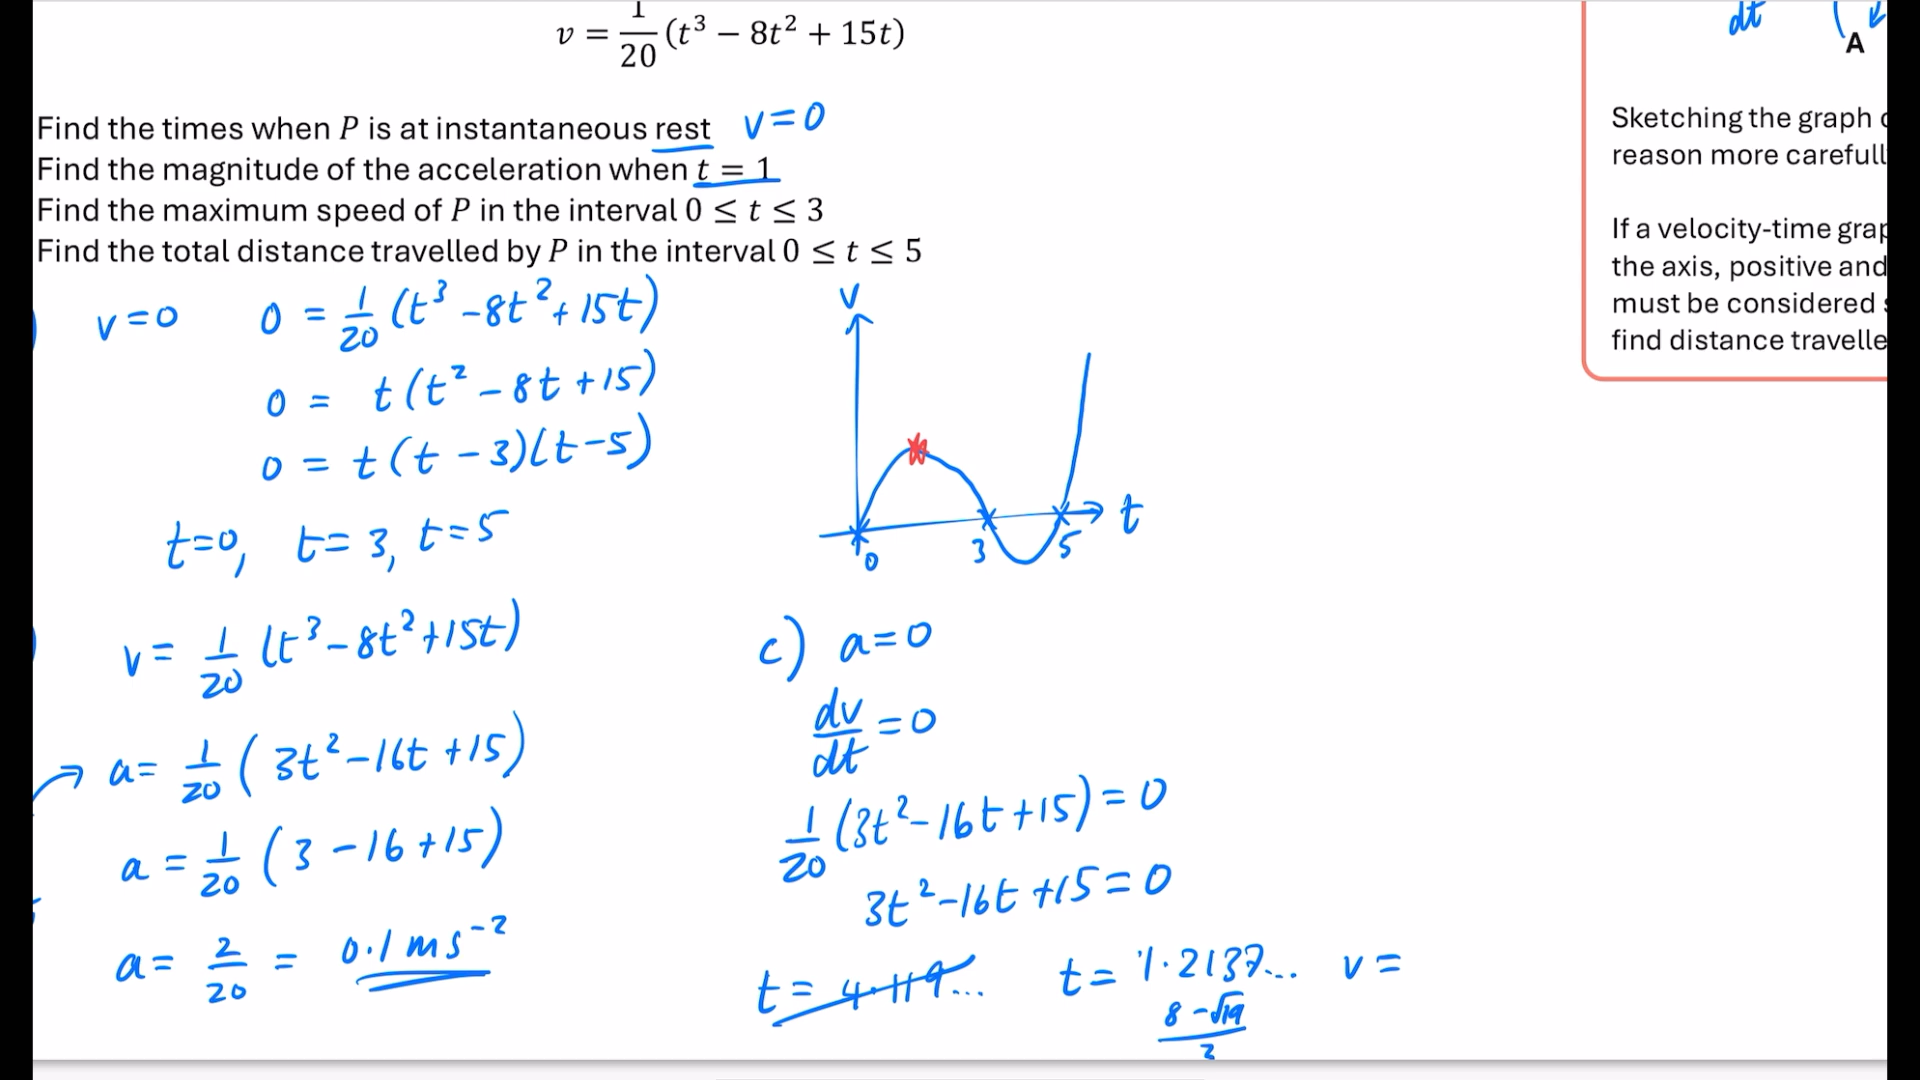 v = 1/20 (t³ − 8t² + 15t)
Find the times when P is at instantaneous rest v=0
Find the magnitude of the acceleration when t = 1
Find the maximum speed of P in the interval 0 ≤ t ≤ 3
Find the total distance travelled by P in the interval 0 ≤ t ≤ 5
v=0 0 = 1/20 (t³ −8t²+15t)
0 = t(t² −8t+15)
0 = t(t−3)(t−5)
t=0, t=3, t=5
v= 1/20 (t³−8t²+15t)
a= 1/20 (3t²−16t+15)
a = 1/20 (3−16+15)
a= 2/20 = 0.1ms⁻²
v
t
0 3 5
c) a=0
dv/dt =0
1/20 (3t²−16t+15)=0
3t²−16t+15=0
t= 4.119... t= 1.2137... v=
8−√19
dt
A
Sketching the graph
reason more
If a velocity-time
the axis, positive and
must be considered
find distance